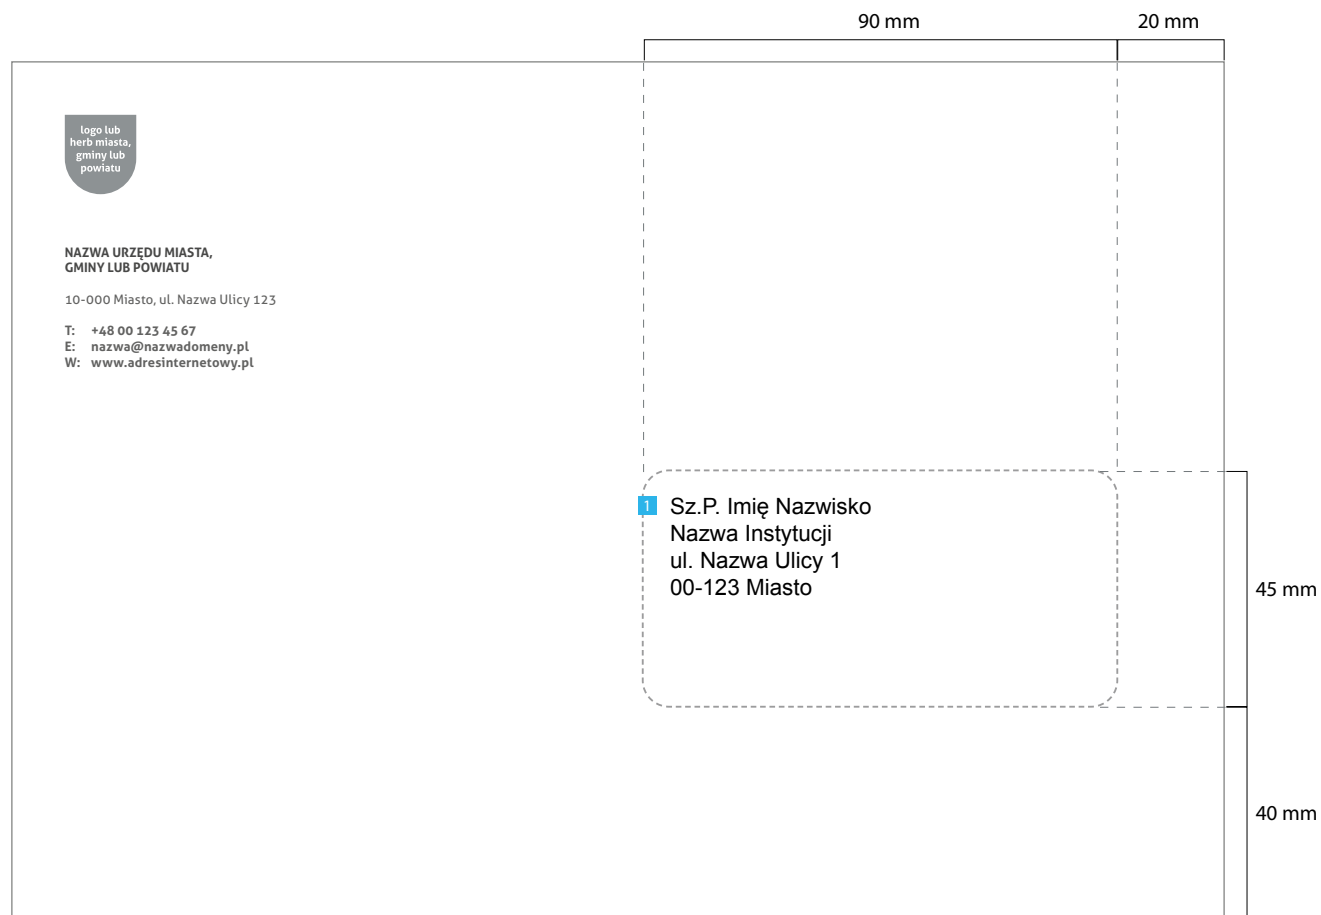 90 mm
20 mm
logo lub
herb miasta,
gminy lub
powiatu
NAZWA URZĘDU MIASTA,
GMINY LUB POWIATU
10-000 Miasto, ul. Nazwa Ulicy 123
T: +48 00 123 45 67
E: nazwa@nazwadomeny.pl
W: www.adresinternetowy.pl
1
Sz.P. Imię Nazwisko
Nazwa Instytucji
ul. Nazwa Ulicy 1
00-123 Miasto
45 mm
40 mm